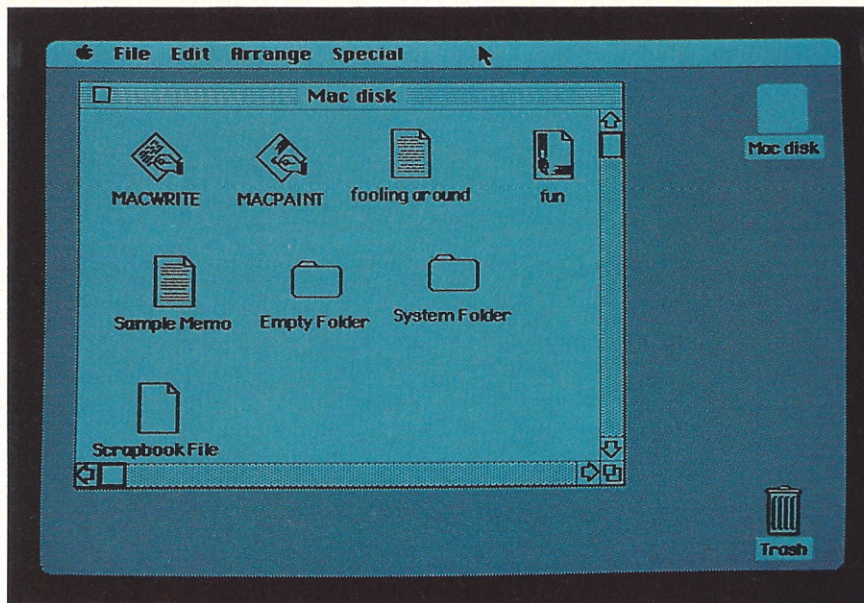 File Edit Arrange Special
Mac disk
Mac disk
MACWRITE MACPAINT fooling around fun
Sample Memo Empty Folder System Folder
Scrapbook File
Trash